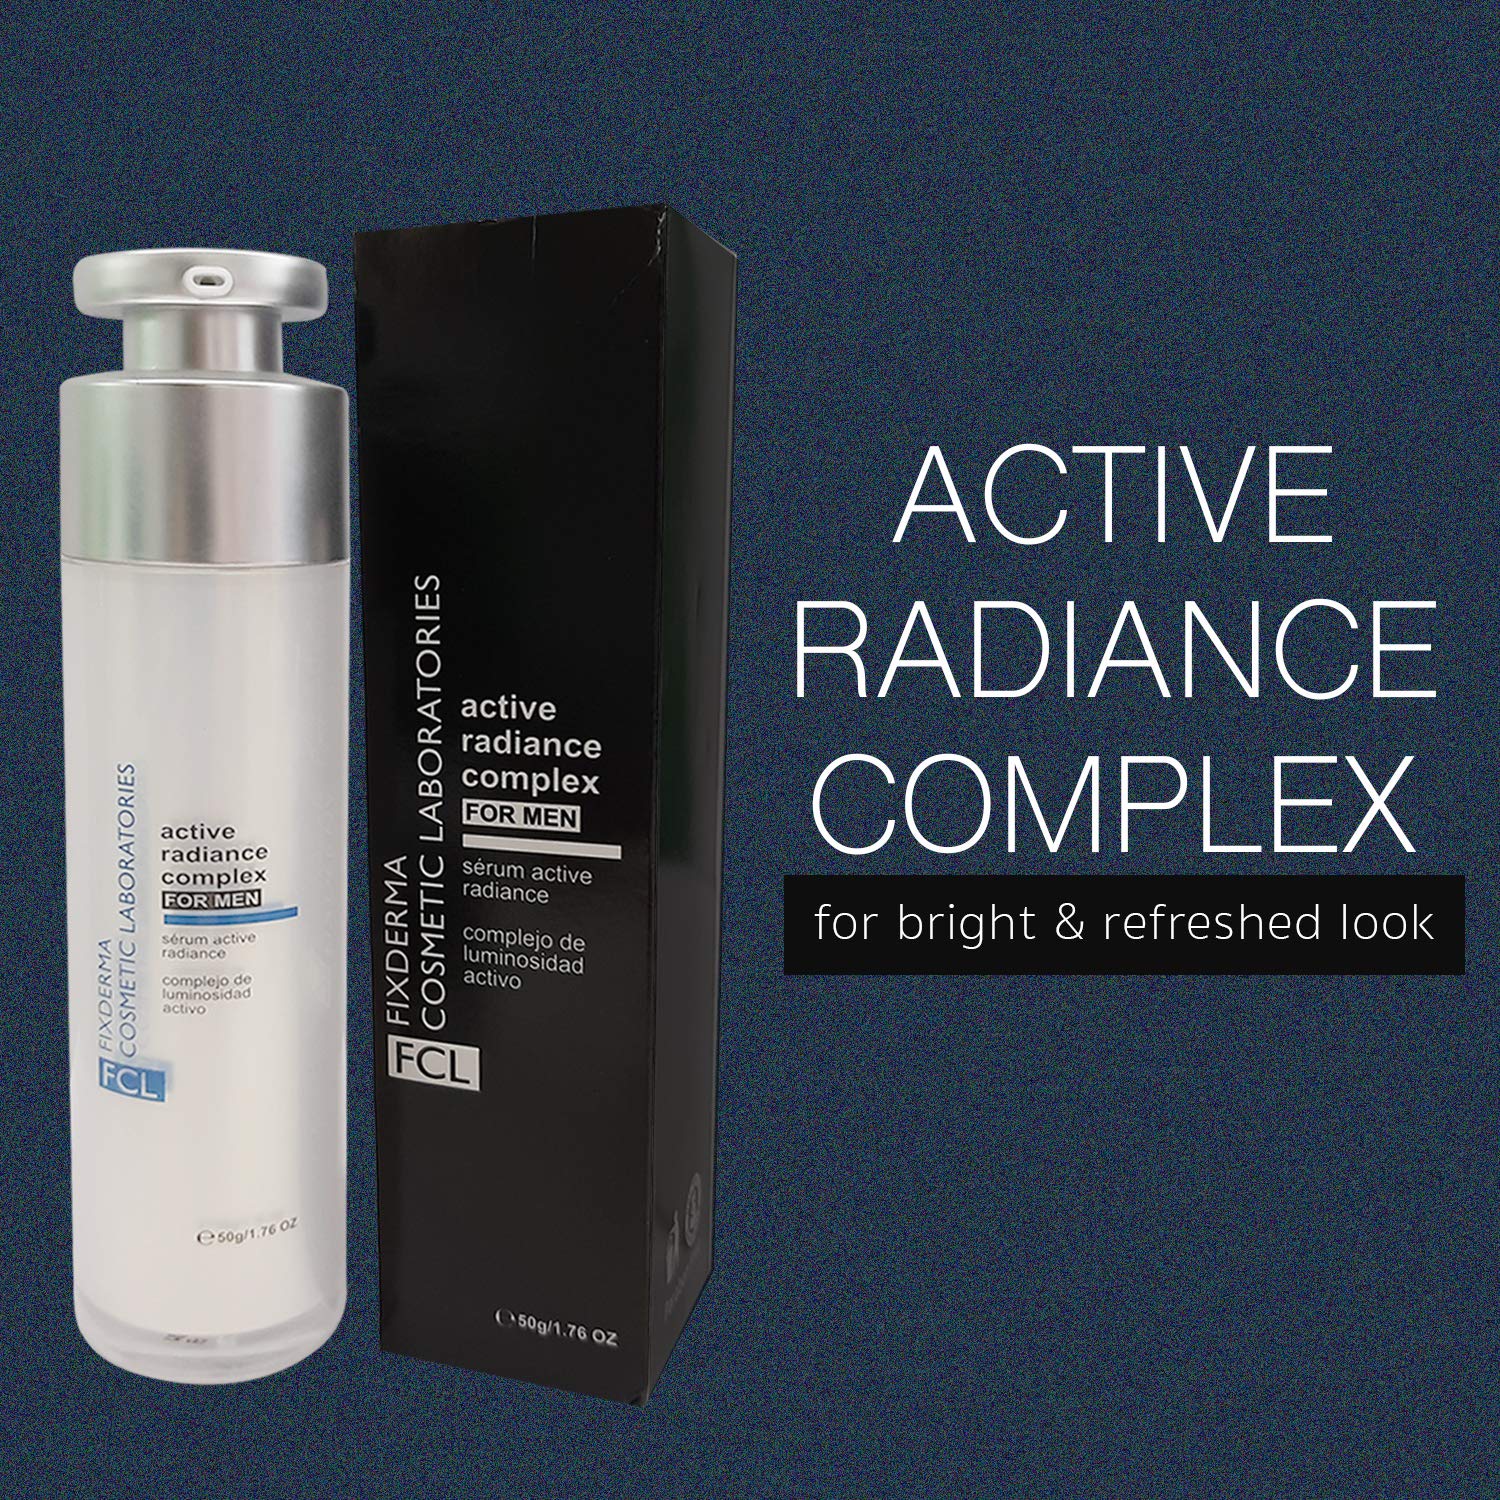 FIXDERMA
COSMETIC LABORATORIES
FCL
active
radiance
complex
FOR MEN
sérum active
radiance
complejo de
luminosidad
activo
℮50g/1.76 OZ
FIXDERMA
COSMETIC LABORATORIES
FCL
active
radiance
complex
FOR MEN
sérum active
radiance
complejo de
luminosidad
activo
℮50g/1.76 OZ
ACTIVE
RADIANCE
COMPLEX
for bright & refreshed look